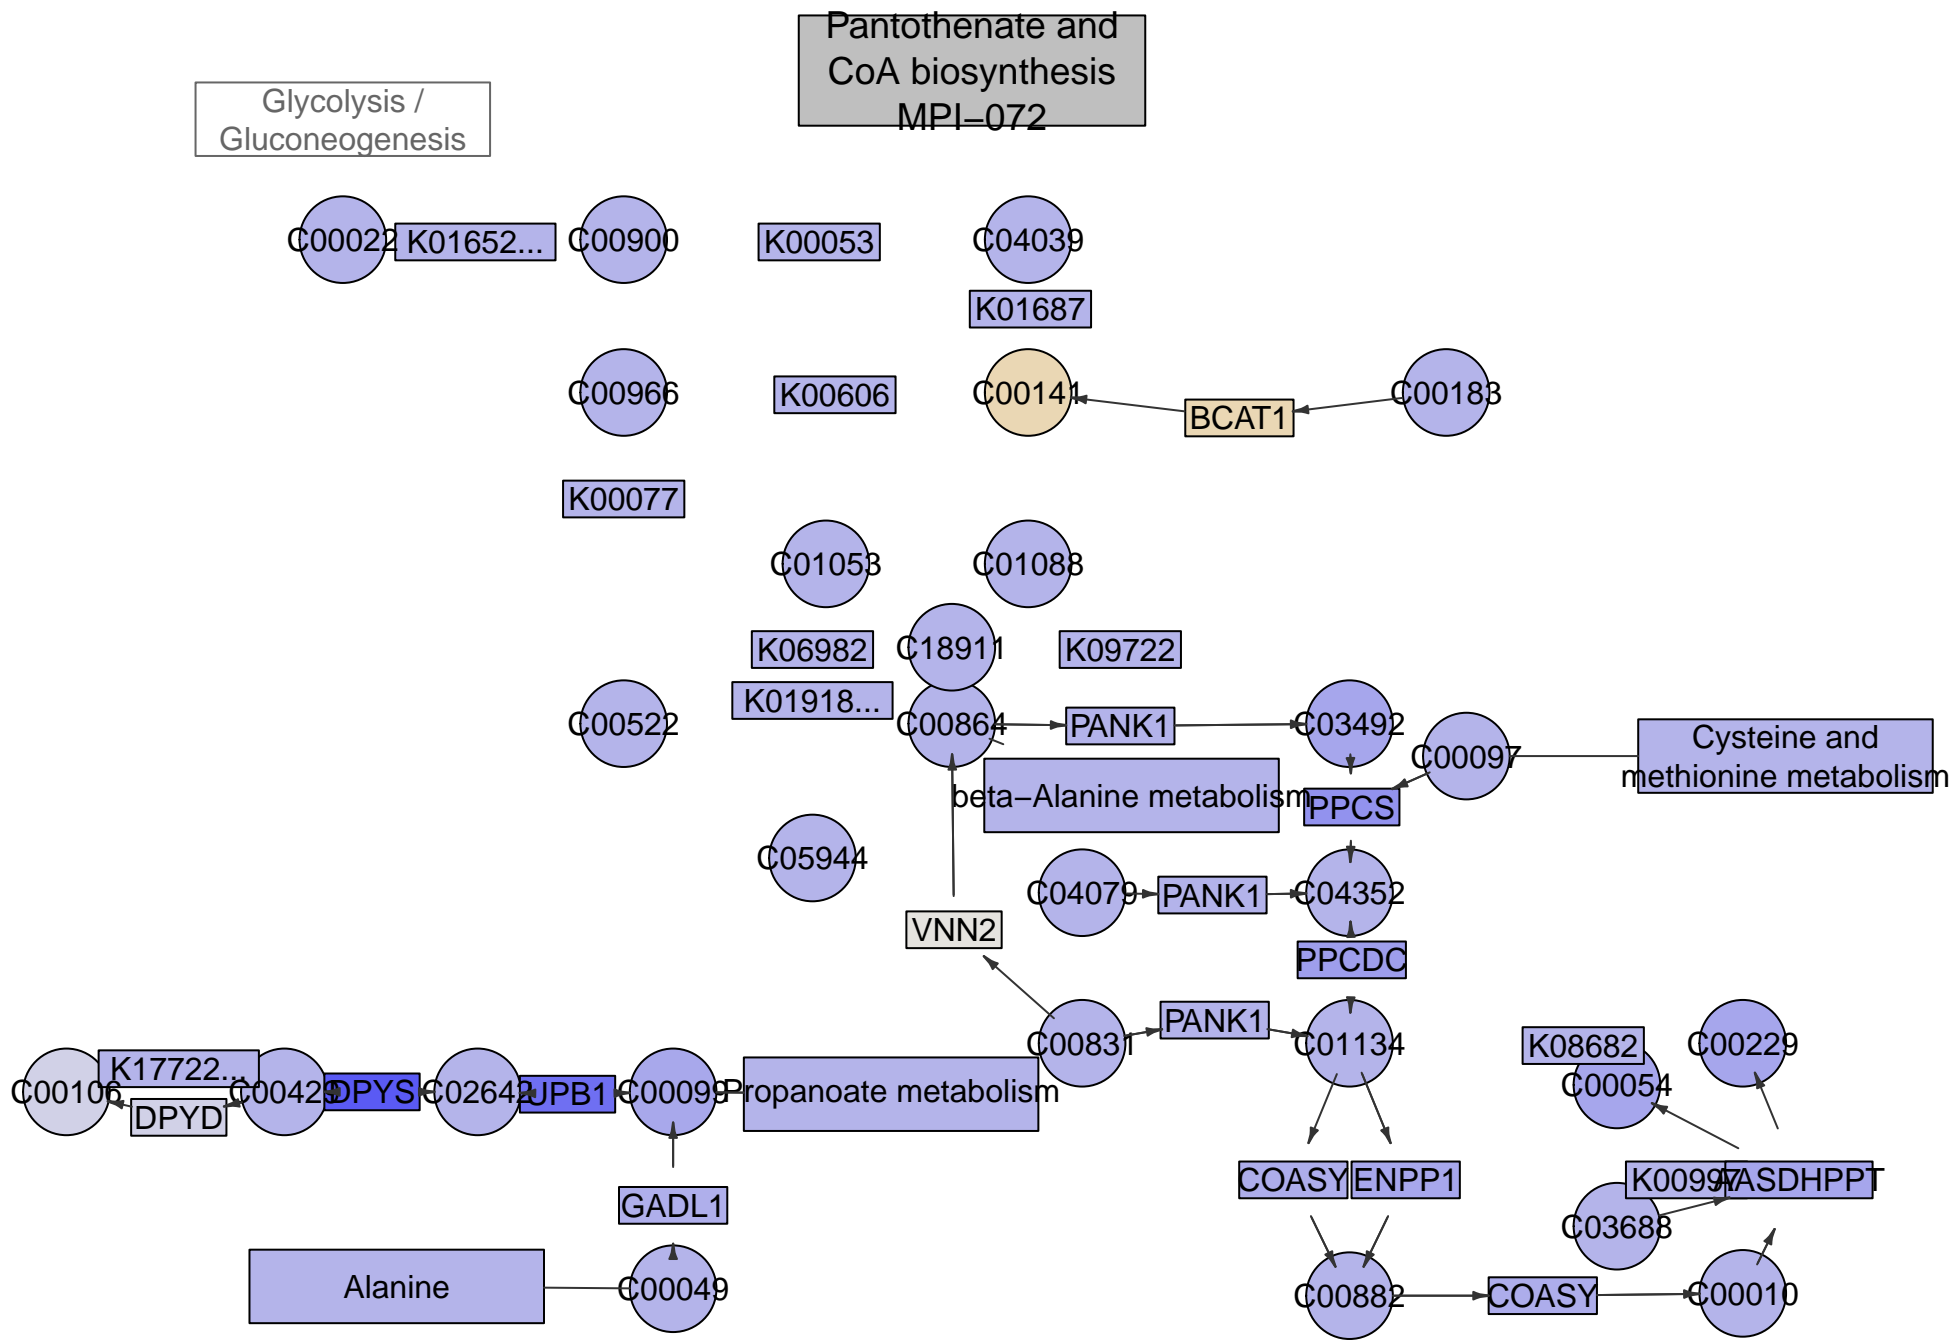 Pantothenate and
CoA biosynthesis
MPI−072
Glycolysis /
Gluconeogenesis
C00022
K01652...
C00900
K00053
C04039
K01687
C00966
K00606
C00141
BCAT1
C00183
K00077
C01053
C01088
K06982
C18911
K09722
K01918...
C00522
C00864
PANK1
C03492
C00097
Cysteine and
methionine metabolism
beta−Alanine metabolism
PPCS
C05944
C04079
PANK1
C04352
VNN2
PPCDC
C00831
PANK1
C01134
K08682
C00229
C00054
K17722...
C00106
DPYD
C00429
DPYS
C02642
UPB1
C00099
Propanoate metabolism
COASY
ENPP1
K00997
AASDHPPT
GADL1
C03688
Alanine
C00049
C00882
COASY
C00010